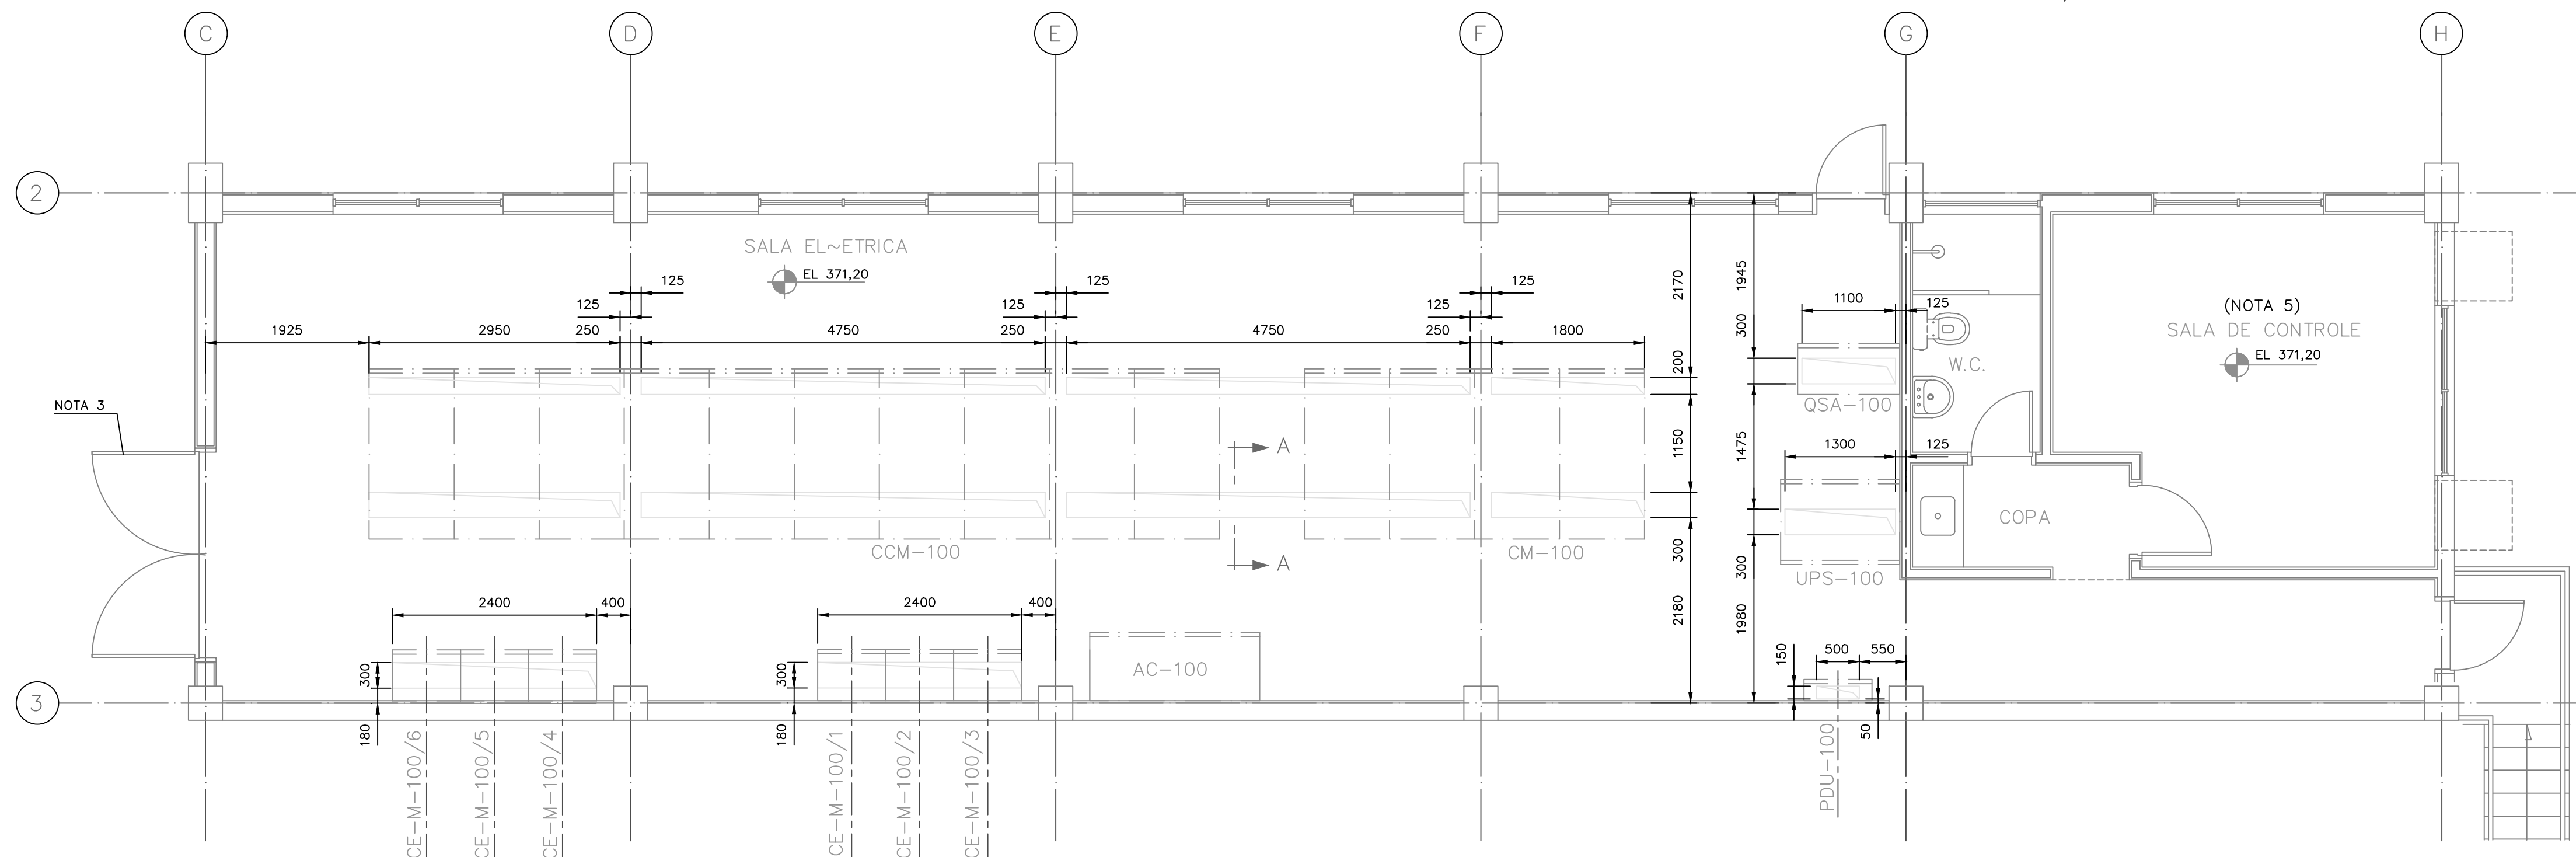 C
D
E
F
G
H
2
SALA EL~ETRICA
EL 371,20
125
125
125
125
125
125
1925
2950
250
4750
250
4750
250
1800
2170
1945
1100
125
300
200
(NOTA 5)
SALA DE CONTROLE
EL 371,20
W.C.
NOTA 3
QSA-100
A
1150
1475
1300
125
COPA
CCM-100
A
CM-100
300
300
UPS-100
2400
400
2400
400
2180
1980
300
300
AC-100
150
500
550
3
180
180
50
CE-M-100/6
CE-M-100/5
CE-M-100/4
CE-M-100/1
CE-M-100/2
CE-M-100/3
PDU-100